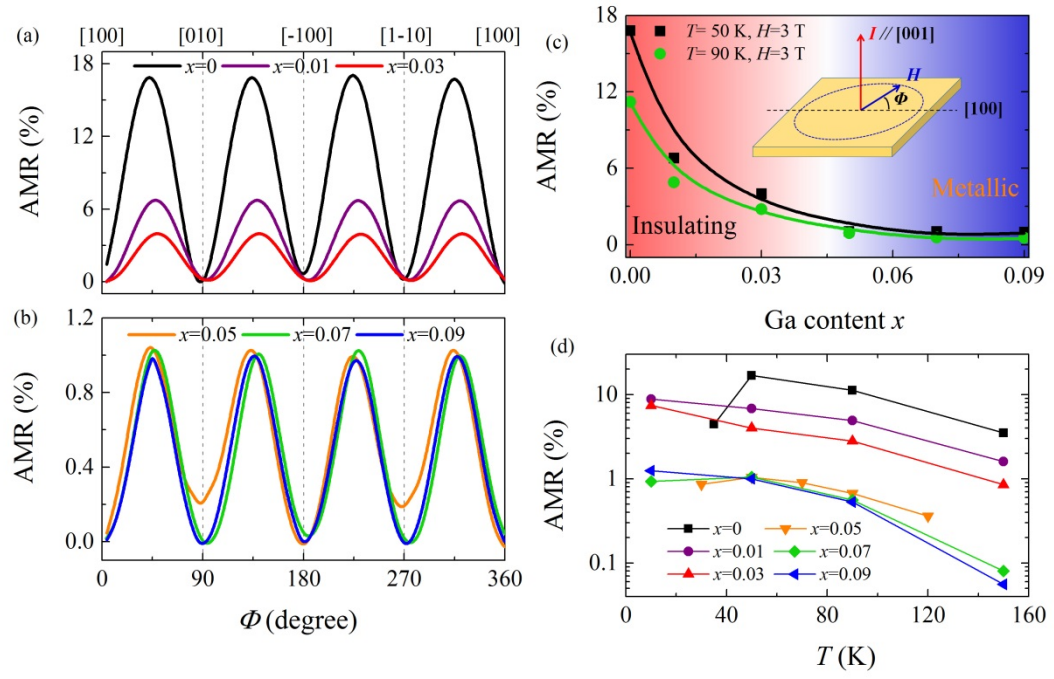 (a)
[100] [010] [-100] [1-10] [100]
x=0 x=0.01 x=0.03
18
12
6
0
AMR (%)
(b)
x=0.05 x=0.07 x=0.09
1.2
0.8
0.4
0.0
AMR (%)
0 90 180 270 360
Φ (degree)
(c)
18
12
6
0
AMR (%)
T= 50 K, H=3 T
T= 90 K, H=3 T
I // [001]
H
Φ
[100]
Metallic
Insulating
0.00 0.03 0.06 0.09
Ga content x
(d)
10
1
0.1
AMR (%)
x=0 x=0.05
x=0.01 x=0.07
x=0.03 x=0.09
0 40 80 120 160
T (K)